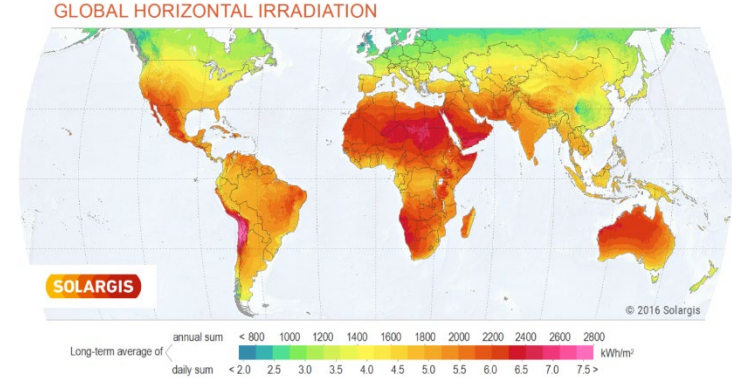 GLOBAL HORIZONTAL IRRADIATION
SOLARGIS
© 2016 Solargis
annual sum < 800 1000 1200 1400 1600 1800 2000 2200 2400 2600 2800
Long-term average of kWh/m²
daily sum < 2.0 2.5 3.0 3.5 4.0 4.5 5.0 5.5 6.0 6.5 7.0 7.5 >